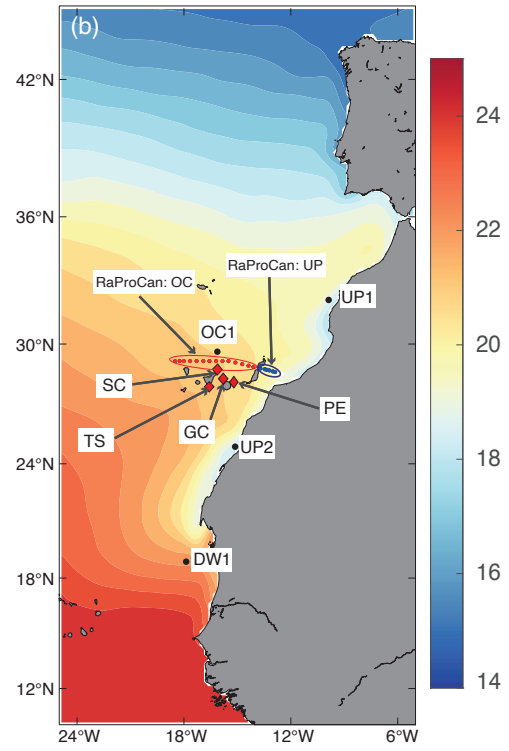 (b)
42°N
36°N
30°N
24°N
18°N
12°N
24°W
18°W
12°W
6°W
RaProCan: UP
RaProCan: OC
UP1
OC1
SC
PE
TS
GC
UP2
DW1
24
22
20
18
16
14